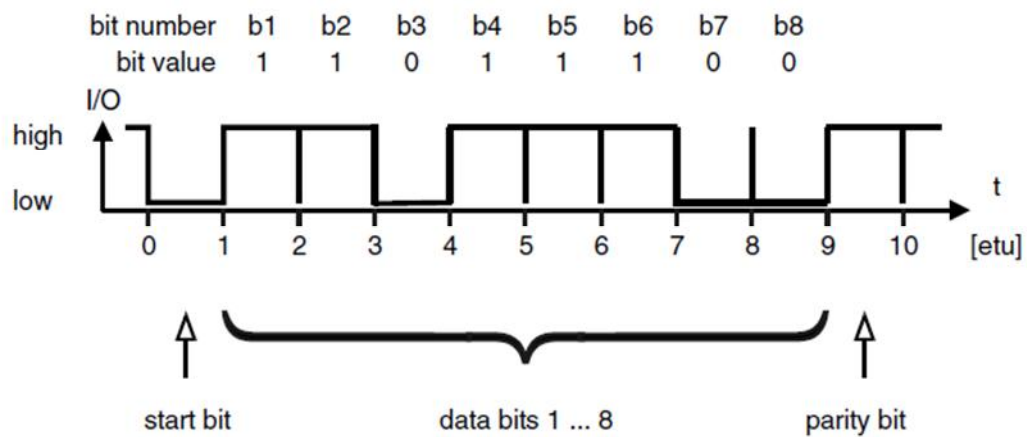 bit number b1 b2 b3 b4 b5 b6 b7 b8
bit value 1 1 0 1 1 1 0 0
I/O
high
low
t
0 1 2 3 4 5 6 7 8 9 10 [etu]
start bit data bits 1 ... 8 parity bit